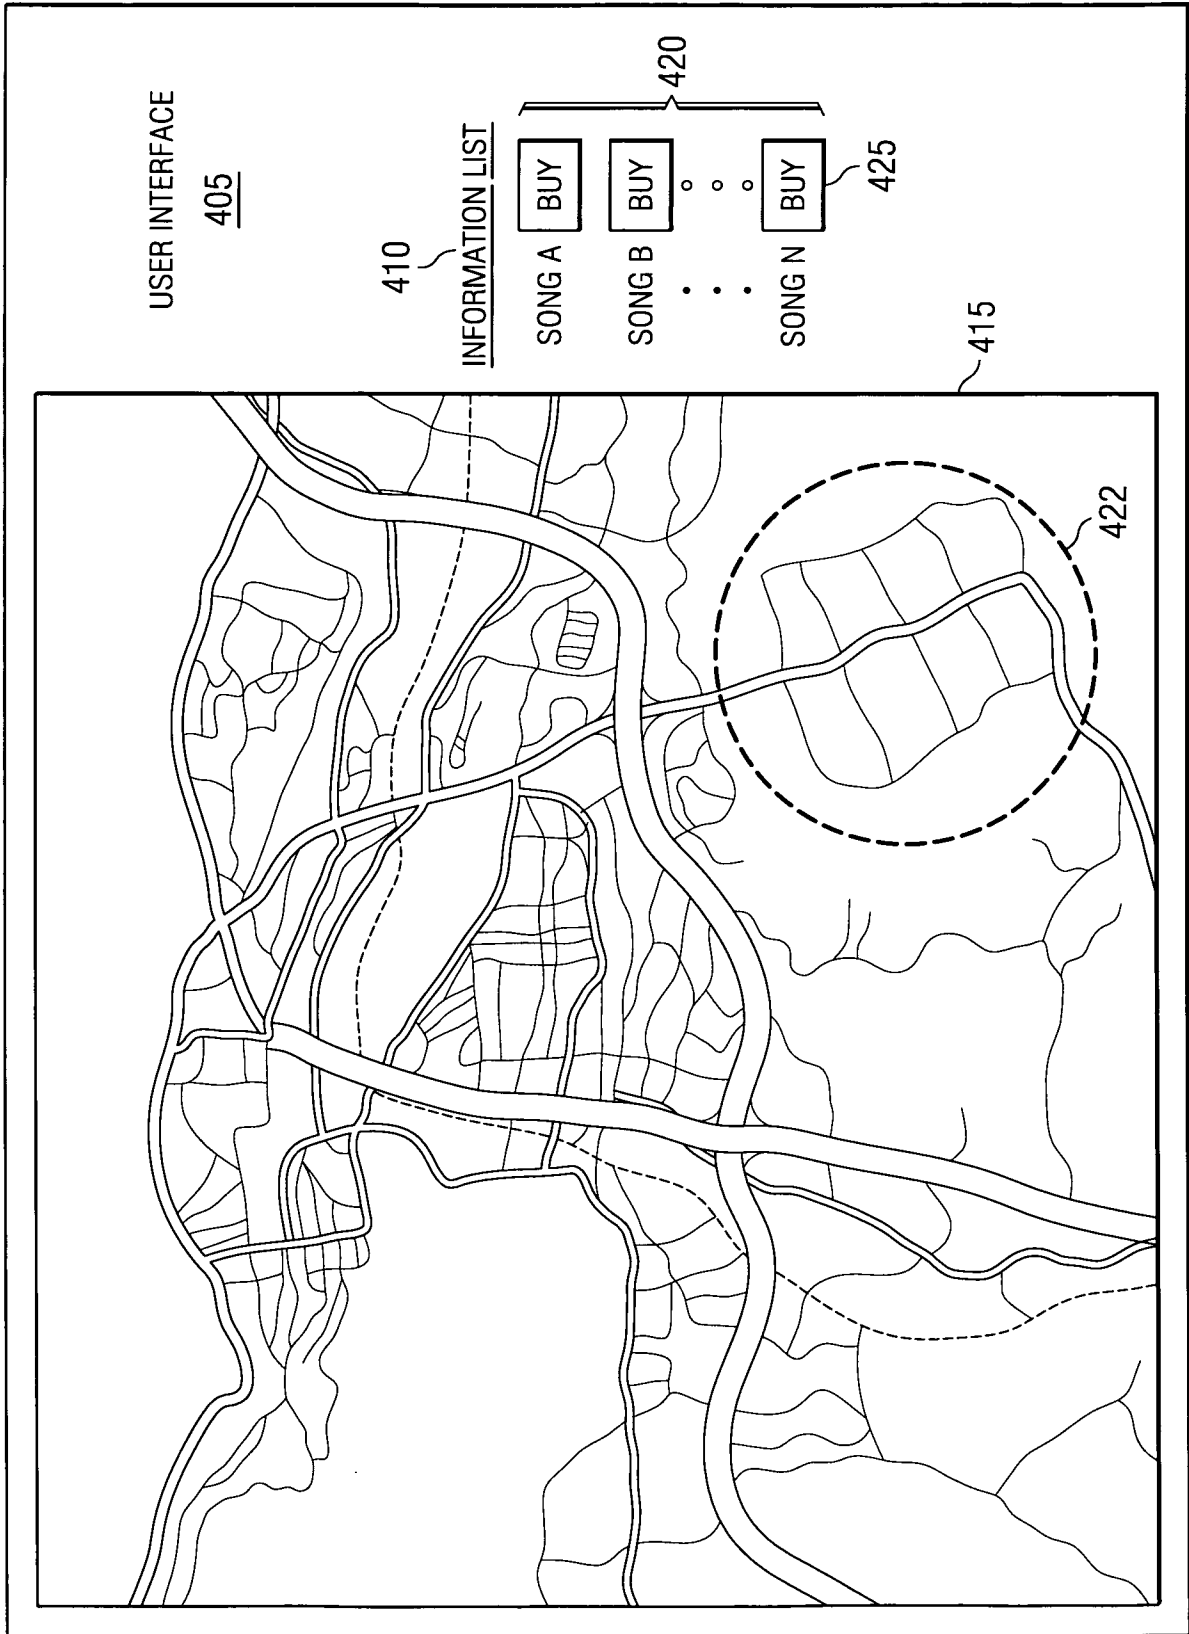 USER INTERFACE
405
410
INFORMATION LIST
SONG A BUY
SONG B BUY
SONG N BUY
420
425
415
422